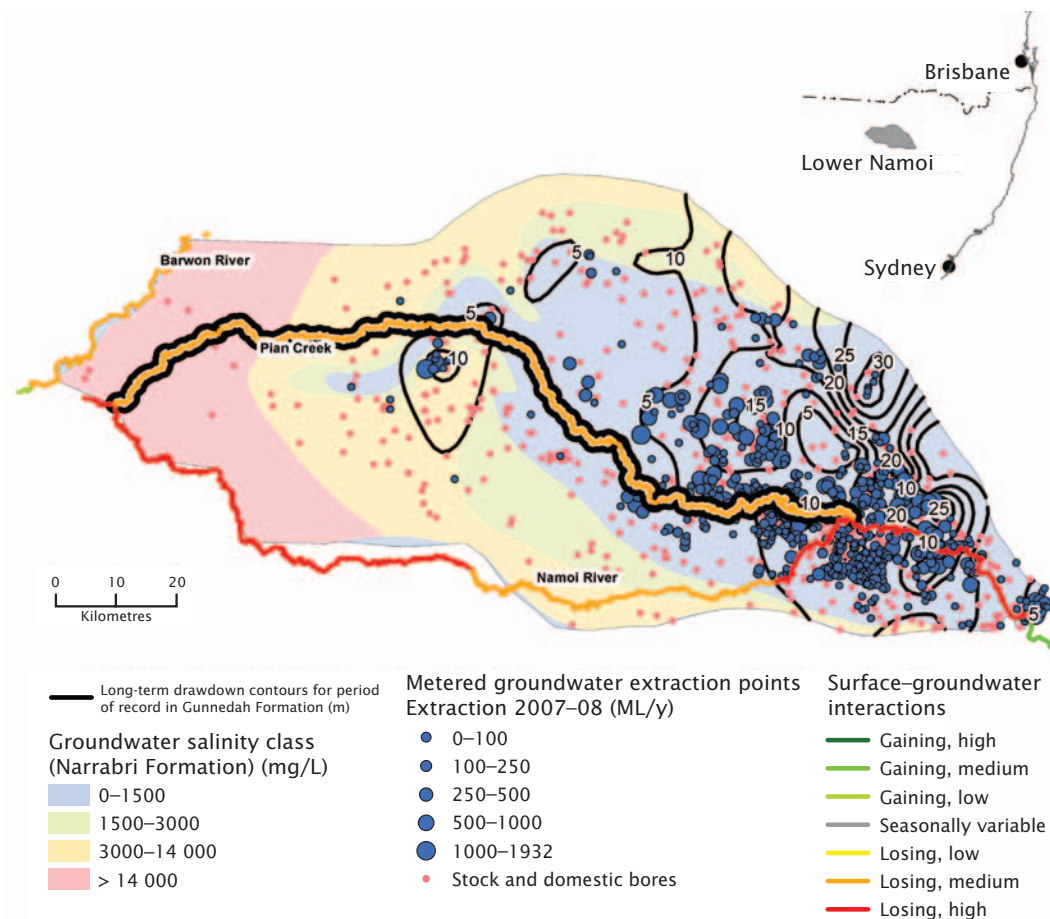 Brisbane
Lower Namoi
Sydney
Barwon River
5
10
5
Pian Creek
10
25
30
20
15
5
5
10
15
20
10
10
20
25
10
Namoi River
5
0 10 20
Kilometres
Long-term drawdown contours for period
of record in Gunnedah Formation (m)
Groundwater salinity class
(Narrabri Formation) (mg/L)
0–1500
1500–3000
3000–14 000
> 14 000
Metered groundwater extraction points
Extraction 2007–08 (ML/y)
0–100
100–250
250–500
500–1000
1000–1932
Stock and domestic bores
Surface–groundwater
interactions
Gaining, high
Gaining, medium
Gaining, low
Seasonally variable
Losing, low
Losing, medium
Losing, high